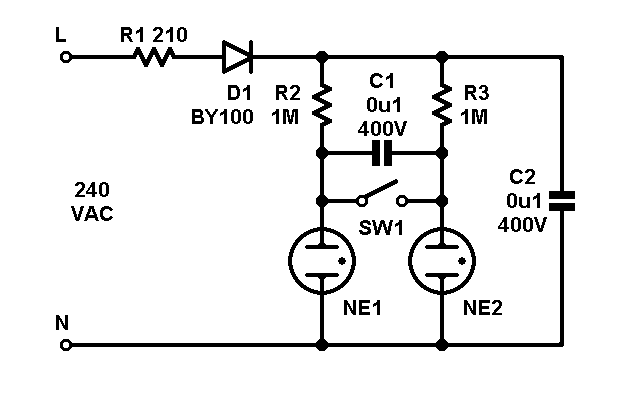 L
R1 210
D1
BY100
R2
1M
C1
0u1
400V
R3
1M
240
VAC
SW1
C2
0u1
400V
NE1
NE2
N